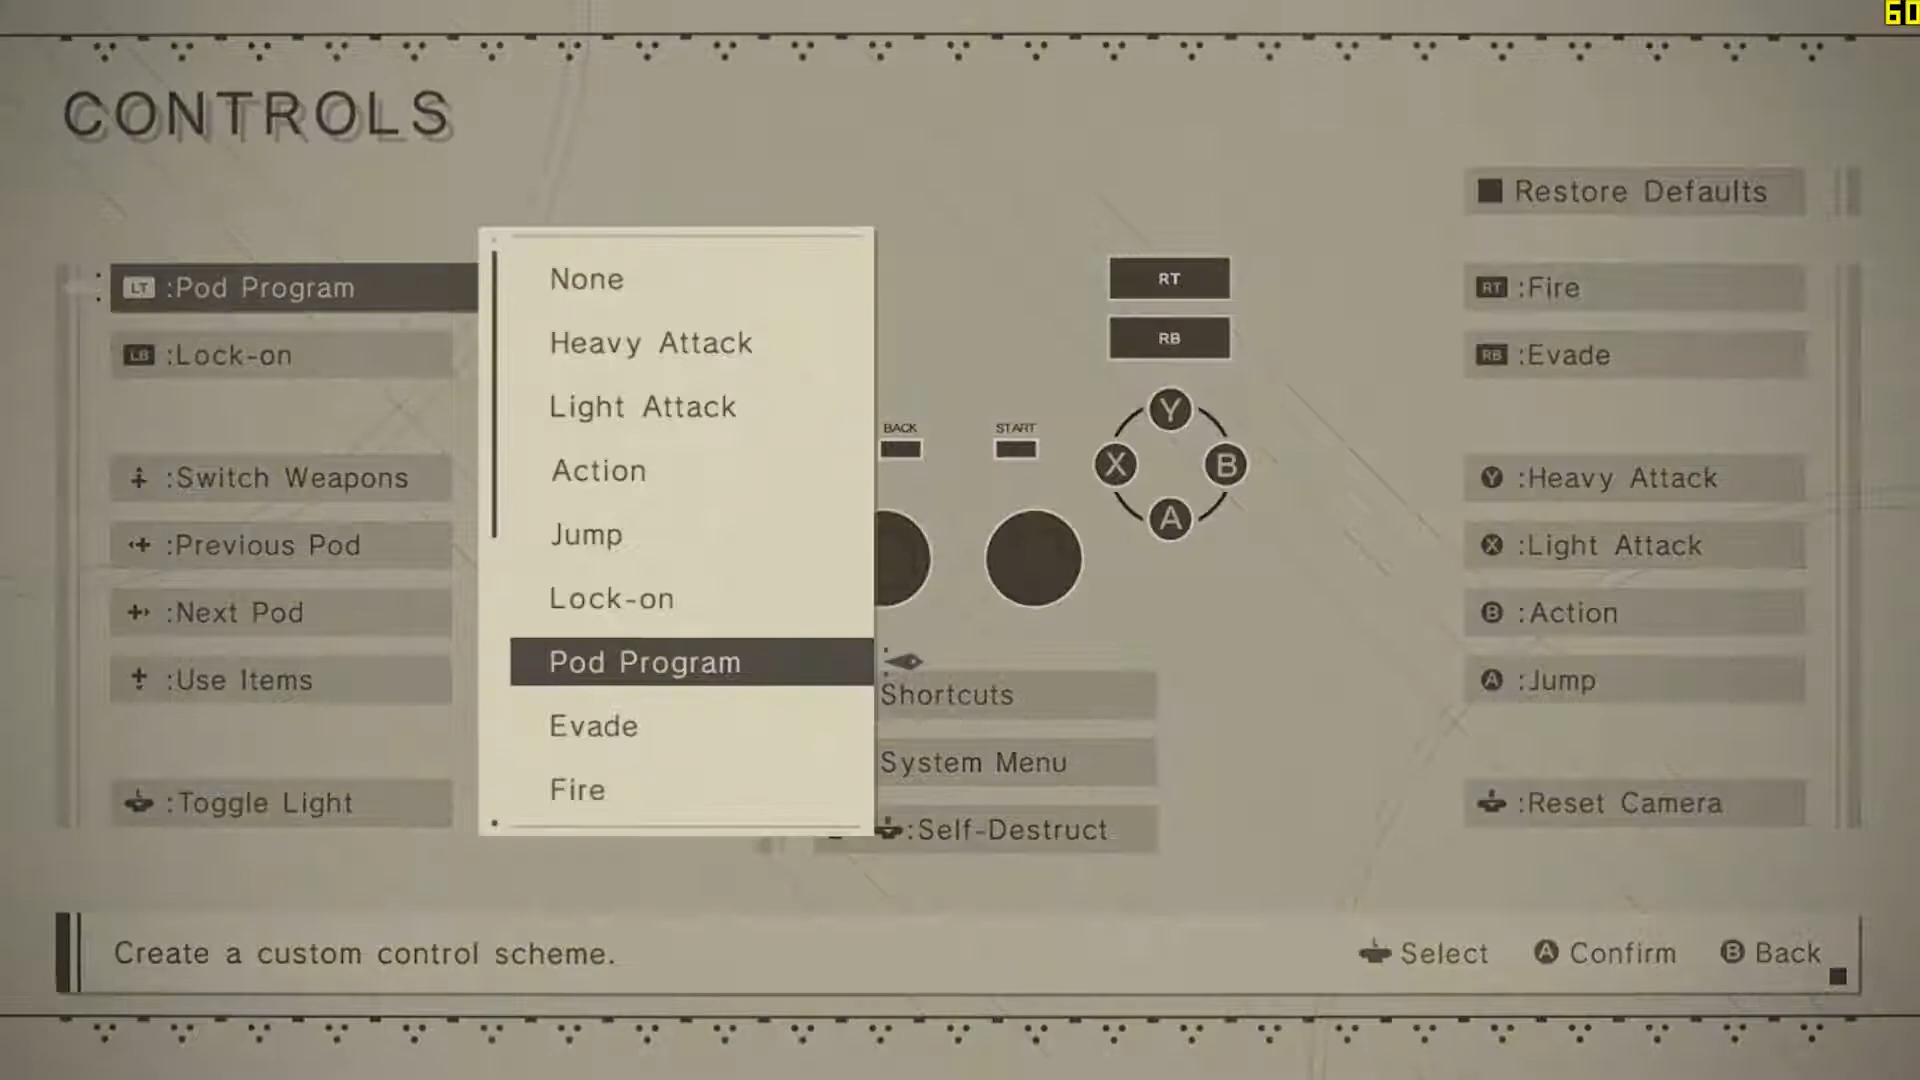 60
CONTROLS
Restore Defaults
LT :Pod Program
LB :Lock-on
:Switch Weapons
:Previous Pod
:Next Pod
:Use Items
:Toggle Light
None
Heavy Attack
Light Attack
Action
Jump
Lock-on
Pod Program
Evade
Fire
RT
RB
BACK
START
Y
X
B
A
Shortcuts
System Menu
:Self-Destruct
RT :Fire
RB :Evade
Y :Heavy Attack
X :Light Attack
B :Action
A :Jump
:Reset Camera
Create a custom control scheme.
Select A Confirm B Back